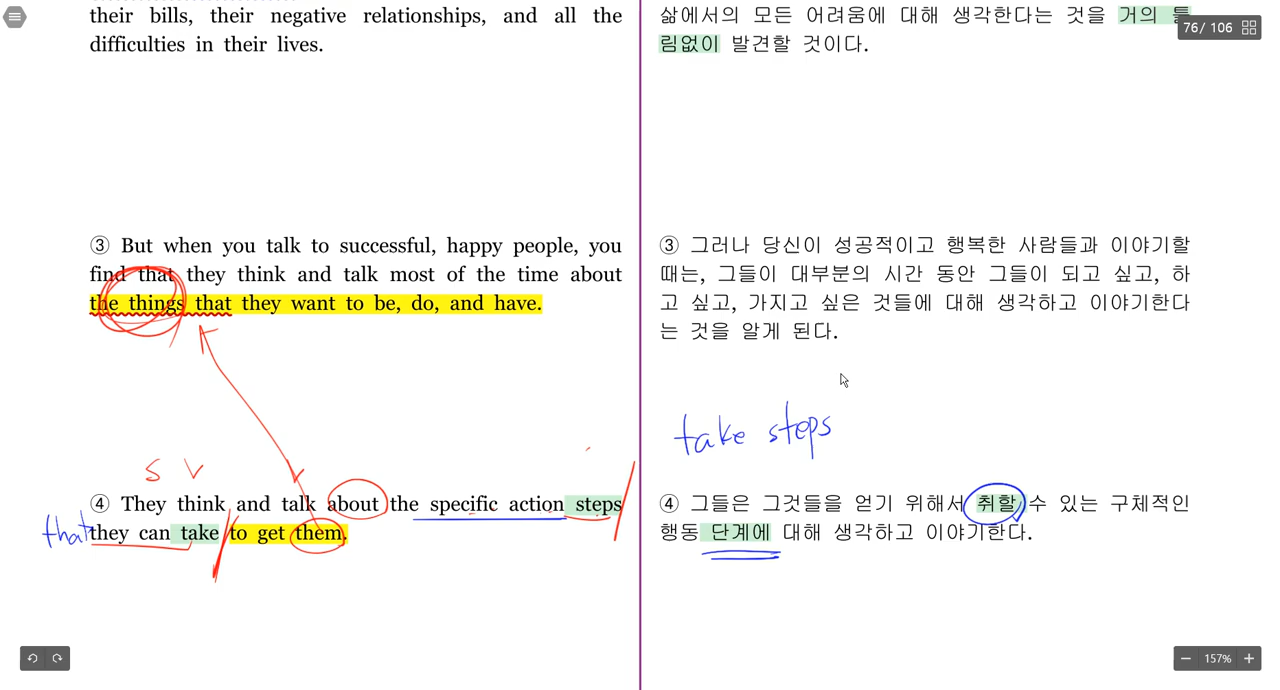 their bills, their negative relationships, and all the
difficulties in their lives.
삶에서의 모든 어려움에 대해 생각한다는 것을 거의 틀
림없이 발견할 것이다.
76/ 106
③ But when you talk to successful, happy people, you
find that they think and talk most of the time about
the things that they want to be, do, and have.
③ 그러나 당신이 성공적이고 행복한 사람들과 이야기할
때는, 그들이 대부분의 시간 동안 그들이 되고 싶고, 하
고 싶고, 가지고 싶은 것들에 대해 생각하고 이야기한다
는 것을 알게 된다.
take steps
S V
④ They think and talk about the specific action steps
that they can take to get them.
④ 그들은 그것들을 얻기 위해서 취할 수 있는 구체적인
행동 단계에 대해 생각하고 이야기한다.
157%